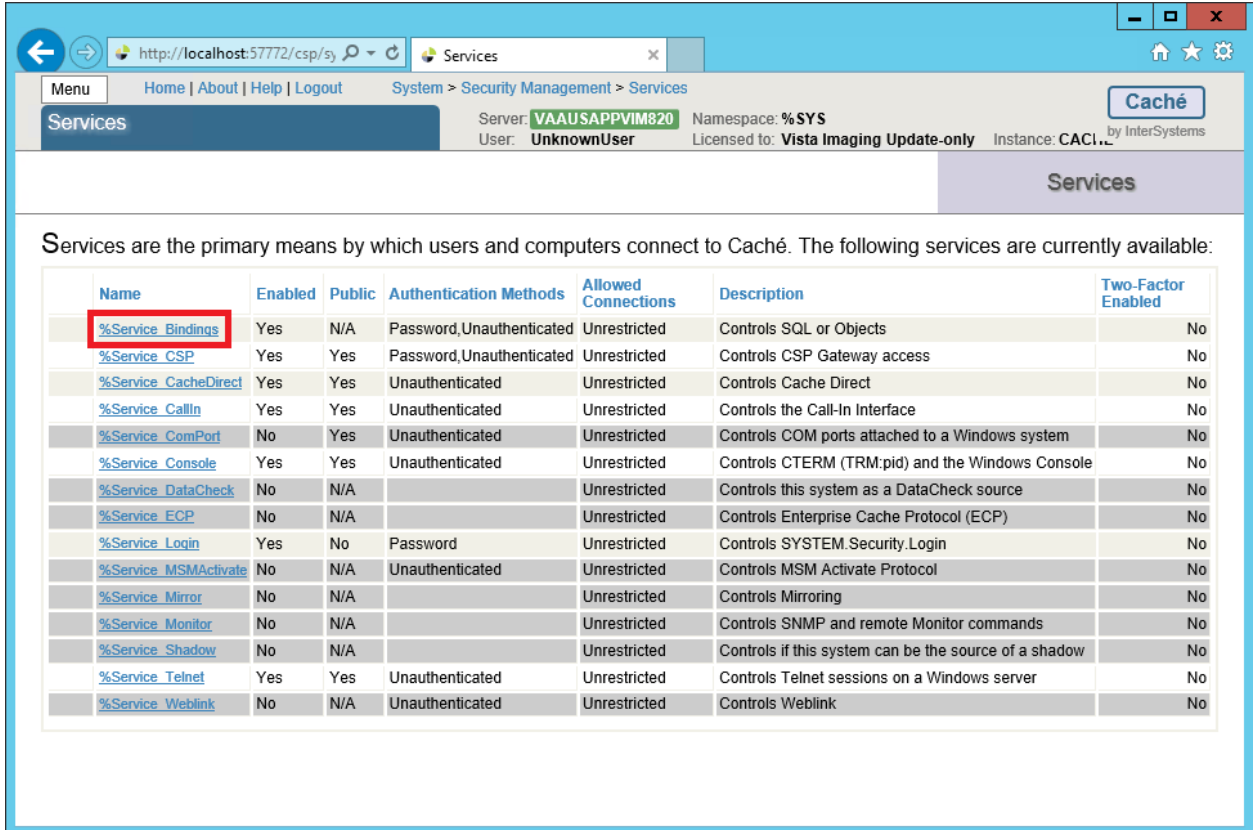 http://localhost:57772/csp/sy
Services
Menu
Home | About | Help | Logout
System > Security Management > Services
Services
Server: VAAUSAPPVIM820 Namespace: %SYS
User: UnknownUser Licensed to: Vista Imaging Update-only Instance:
Caché
by InterSystems
Services
Services are the primary means by which users and computers connect to Caché. The following services are currently available:
Name Enabled Public Authentication Methods Allowed Connections Description Two-Factor Enabled
%Service_Bindings Yes N/A Password,Unauthenticated Unrestricted Controls SQL or Objects No
%Service_CSP Yes Yes Password,Unauthenticated Unrestricted Controls CSP Gateway access No
%Service_CacheDirect Yes Yes Unauthenticated Unrestricted Controls Cache Direct No
%Service_CallIn Yes Yes Unauthenticated Unrestricted Controls the Call-In Interface No
%Service_ComPort No Yes Unauthenticated Unrestricted Controls COM ports attached to a Windows system No
%Service_Console Yes Yes Unauthenticated Unrestricted Controls CTERM (TRM:pid) and the Windows Console No
%Service_DataCheck No N/A Unrestricted Controls this system as a DataCheck source No
%Service_ECP No N/A Unrestricted Controls Enterprise Cache Protocol (ECP) No
%Service_Login Yes No Password Unrestricted Controls SYSTEM.Security.Login No
%Service_MSMActivate No N/A Unauthenticated Unrestricted Controls MSM Activate Protocol No
%Service_Mirror No N/A Unrestricted Controls Mirroring No
%Service_Monitor No N/A Unrestricted Controls SNMP and remote Monitor commands No
%Service_Shadow No N/A Unrestricted Controls if this system can be the source of a shadow No
%Service_Telnet Yes Yes Unauthenticated Unrestricted Controls Telnet sessions on a Windows server No
%Service_Weblink No N/A Unauthenticated Unrestricted Controls Weblink No